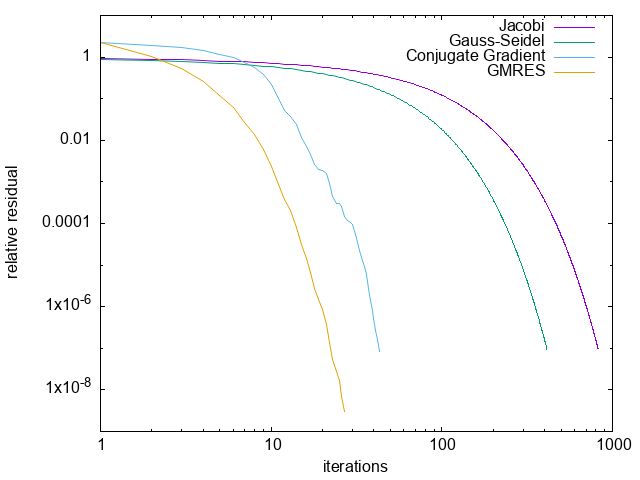 Jacobi
Gauss-Seidel
Conjugate Gradient
GMRES
1
0.01
0.0001
1x10^-6
1x10^-8
relative residual
1 10 100 1000
iterations